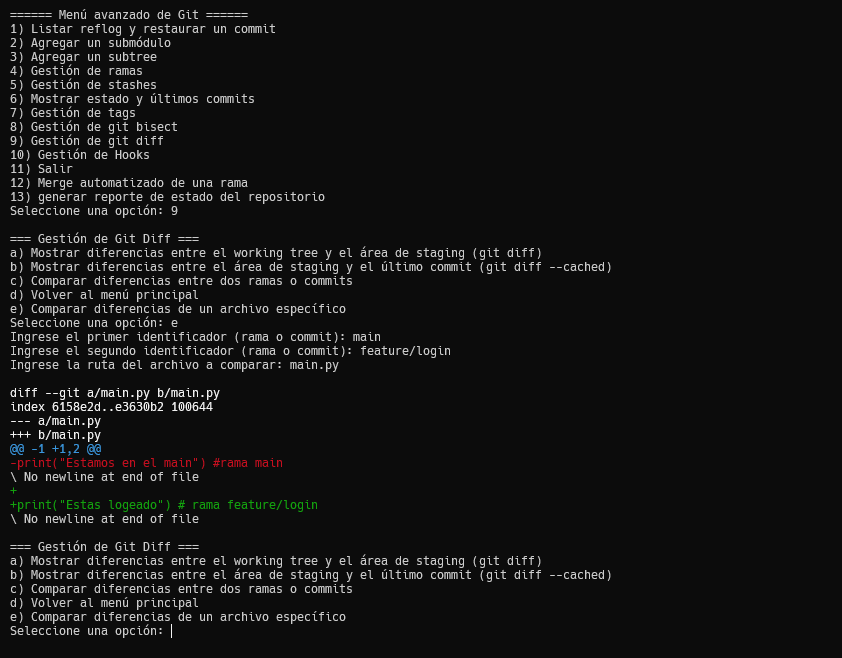 ====== Menú avanzado de Git ======
1) Listar reflog y restaurar un commit
2) Agregar un submódulo
3) Agregar un subtree
4) Gestión de ramas
5) Gestión de stashes
6) Mostrar estado y últimos commits
7) Gestión de tags
8) Gestión de git bisect
9) Gestión de git diff
10) Gestión de Hooks
11) Salir
12) Merge automatizado de una rama
13) generar reporte de estado del repositorio
Seleccione una opción: 9

=== Gestión de Git Diff ===
a) Mostrar diferencias entre el working tree y el área de staging (git diff)
b) Mostrar diferencias entre el área de staging y el último commit (git diff --cached)
c) Comparar diferencias entre dos ramas o commits
d) Volver al menú principal
e) Comparar diferencias de un archivo específico
Seleccione una opción: e
Ingrese el primer identificador (rama o commit): main
Ingrese el segundo identificador (rama o commit): feature/login
Ingrese la ruta del archivo a comparar: main.py

diff --git a/main.py b/main.py
index 6158e2d..e3630b2 100644
--- a/main.py
+++ b/main.py
@@ -1 +1,2 @@
-print("Estamos en el main") #rama main
\ No newline at end of file
+
+print("Estas logeado") # rama feature/login
\ No newline at end of file

=== Gestión de Git Diff ===
a) Mostrar diferencias entre el working tree y el área de staging (git diff)
b) Mostrar diferencias entre el área de staging y el último commit (git diff --cached)
c) Comparar diferencias entre dos ramas o commits
d) Volver al menú principal
e) Comparar diferencias de un archivo específico
Seleccione una opción: